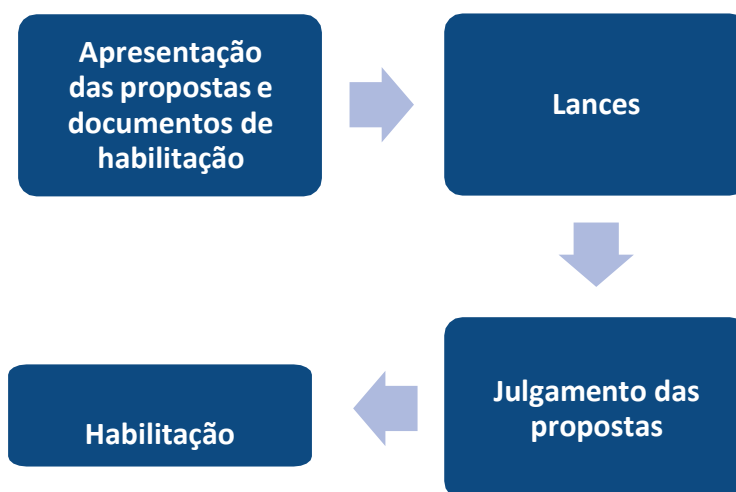 Apresentação
das propostas e
documentos de
habilitação
Lances
Julgamento das
propostas
Habilitação